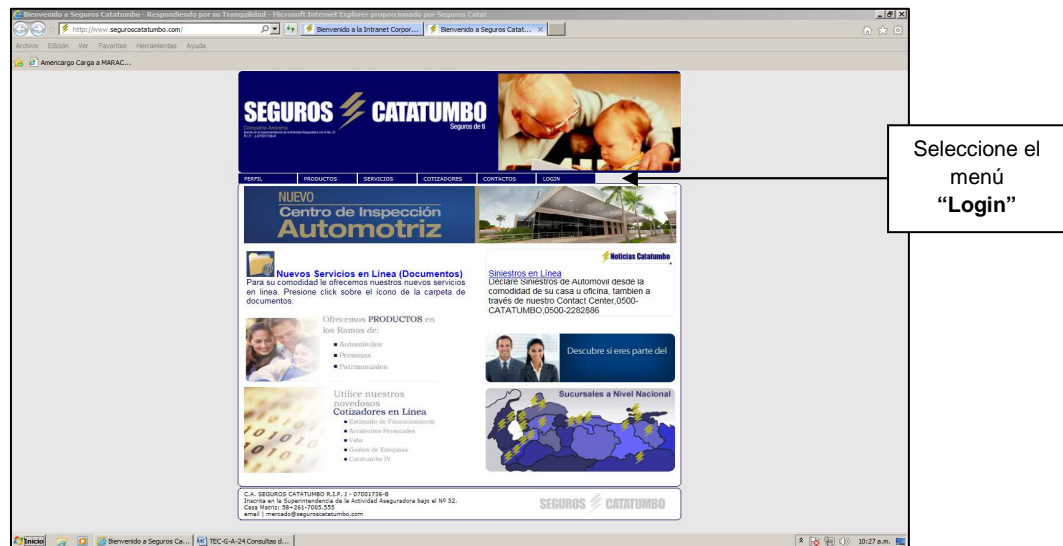 Bienvenido a Seguros Catatumbo - Respondiendo por su Tranquilidad - Microsoft Internet Explorer proporcionado por Seguros Catat
http://www.seguroscatatumbo.com/
Bienvenido a la Intranet Corpor...
Bienvenido a Seguros Catat...
Archivo Edición Ver Favoritos Herramientas Ayuda
Americargo Carga a MARAC...
SEGUROS CATATUMBO
Compañía Anónima
Seguros de ti
PERFIL PRODUCTOS SERVICIOS COTIZADORES CONTACTOS LOGIN
Seleccione el
menú
“Login”
NUEVO
Centro de Inspección
Automotriz
Nuevos Servicios en Linea (Documentos)
Para su comodidad le ofrecemos nuestros nuevos servicios
en linea. Presione click sobre el ícono de la carpeta de
documentos.
Noticias Catatumbo
Siniestros en Línea
Declare Siniestros de Automóvil desde la
comodidad de su casa u oficina, tambien a
través de nuestro Contact Center,0500-
CATATUMBO,0500-2282886
Ofrecemos PRODUCTOS en
los Ramos de:
Automóviles
Personas
Patrimoniales
Descubre si eres parte del
Utilice nuestros
novedosos
Cotizadores en Línea
Estimado de Financiamiento
Accidentes Personales
Vida
Gastos de Exequias
Catatumbo IV
Sucursales a Nivel Nacional
C.A. SEGUROS CATATUMBO R.I.F. J - 07001736-8
Inscrita en la Superintendencia de la Actividad Aseguradora bajo el Nº 52.
Casa Matriz: 58+261-7005.555
email | mercado@seguroscatatumbo.com
SEGUROS CATATUMBO
Inicio
Bienvenido a Seguros Ca...
TEC-G-A-24 Consultas d...
10:27 a.m.